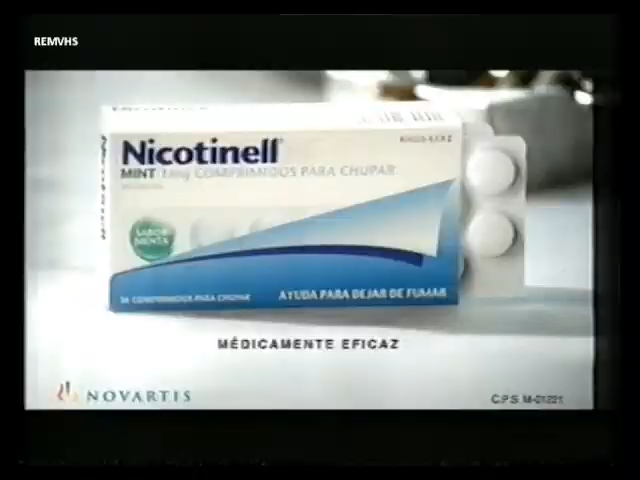 REMVHS
Nicotinell
MINT 1mg COMPRIMIDOS PARA CHUPAR
SABOR
MENTA
COMPRIMIDOS PARA CHUPAR
AYUDA PARA DEJAR DE FUMAR
MÉDICAMENTE EFICAZ
NOVARTIS
C.P.S. M-01221